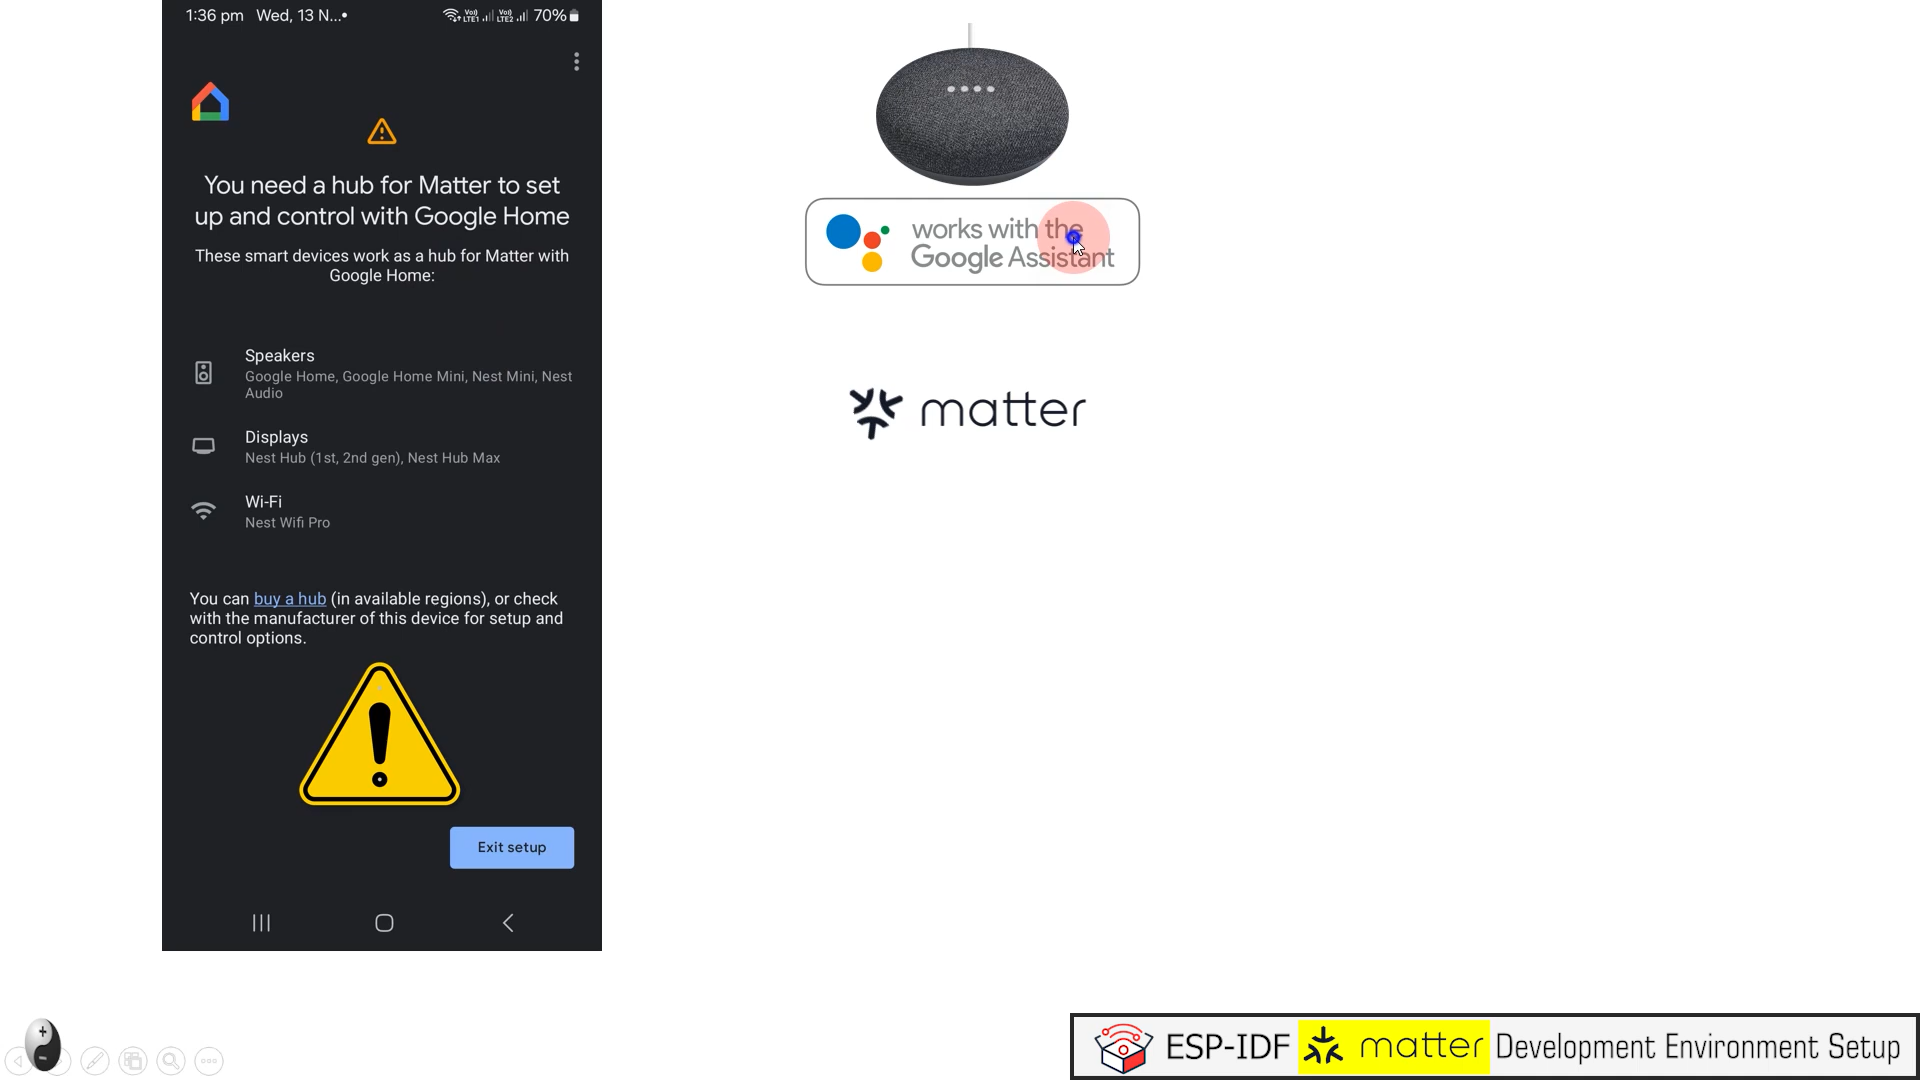 1:36 pm Wed, 13 N...• Vo) LTE1 Vo) LTE2 70%
You need a hub for Matter to set
up and control with Google Home
These smart devices work as a hub for Matter with
Google Home:
Speakers
Google Home, Google Home Mini, Nest Mini, Nest
Audio
Displays
Nest Hub (1st, 2nd gen), Nest Hub Max
Wi-Fi
Nest Wifi Pro
You can buy a hub (in available regions), or check
with the manufacturer of this device for setup and
control options.
Exit setup
works with the
Google Assistant
matter
ESP-IDF matter Development Environment Setup